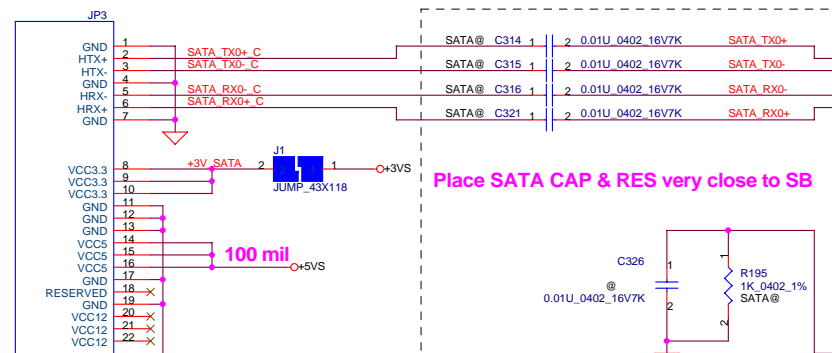 JP3
GND 1
HTX+ 2 SATA_TX0+_C SATA@ C314 1 2 0.01U_0402_16V7K SATA_TX0+
HTX- 3 SATA_TX0-_C SATA@ C315 1 2 0.01U_0402_16V7K SATA_TX0-
GND 4
HRX- 5 SATA_RX0-_C SATA@ C316 1 2 0.01U_0402_16V7K SATA_RX0-
HRX+ 6 SATA_RX0+_C SATA@ C321 1 2 0.01U_0402_16V7K SATA_RX0+
GND 7
J1
VCC3.3 8 +3V_SATA 2 2 1 1 +3VS
VCC3.3 9
VCC3.3 10
JUMP_43X118
Place SATA CAP & RES very close to SB
GND 11
GND 12
GND 13
VCC5 14
VCC5 15 100 mil
VCC5 16 +5VS
GND 17
RESERVED 18
GND 19
VCC12 20
VCC12 21
VCC12 22
C326 1
@
0.01U_0402_16V7K
2
1
R195
1K_0402_1%
SATA@
2